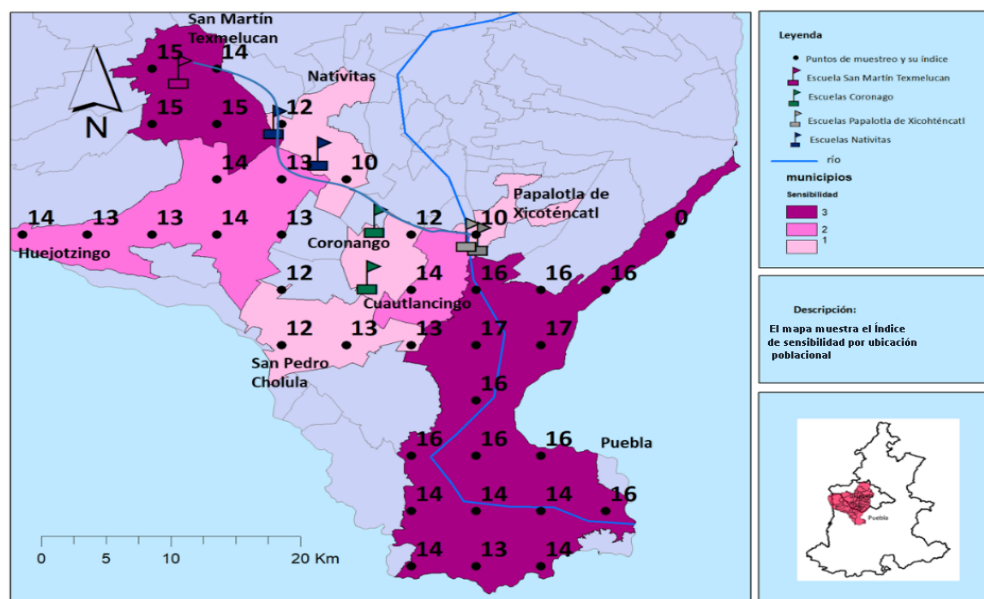 San Martín
Texmelucan
15 14
Nativitas
15 15 12
N
14 13 10
Papalotla de
Xicoténcatl
14 13 13 14 13 12 10 0
Huejotzingo
Coronango
12 14 16 16 16
Cuautlancingo
12 13 13 17 17
San Pedro
Cholula
16
16 16 16
Puebla
14 14 14 16
14 13 14
0 5 10 20 Km
Leyenda
Puntos de muestreo y su índice
Escuela San Martín Texmelucan
Escuelas Coronago
Escuelas Papalotla de Xicohténcatl
Escuelas Nativitas
río
municipios
Sensibilidad
3
2
1
Descripción:
El mapa muestra el Índice
de sensibilidad por ubicación
poblacional
Puebla